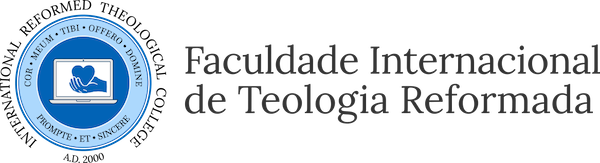 INTERNATIONAL REFORMED THEOLOGICAL COLLEGE
COR • MEUM • TIBI • OFFERO • DOMINE
PROMPTE • ET • SINCERE
A.D. 2000
Faculdade Internacional
de Teologia Reformada